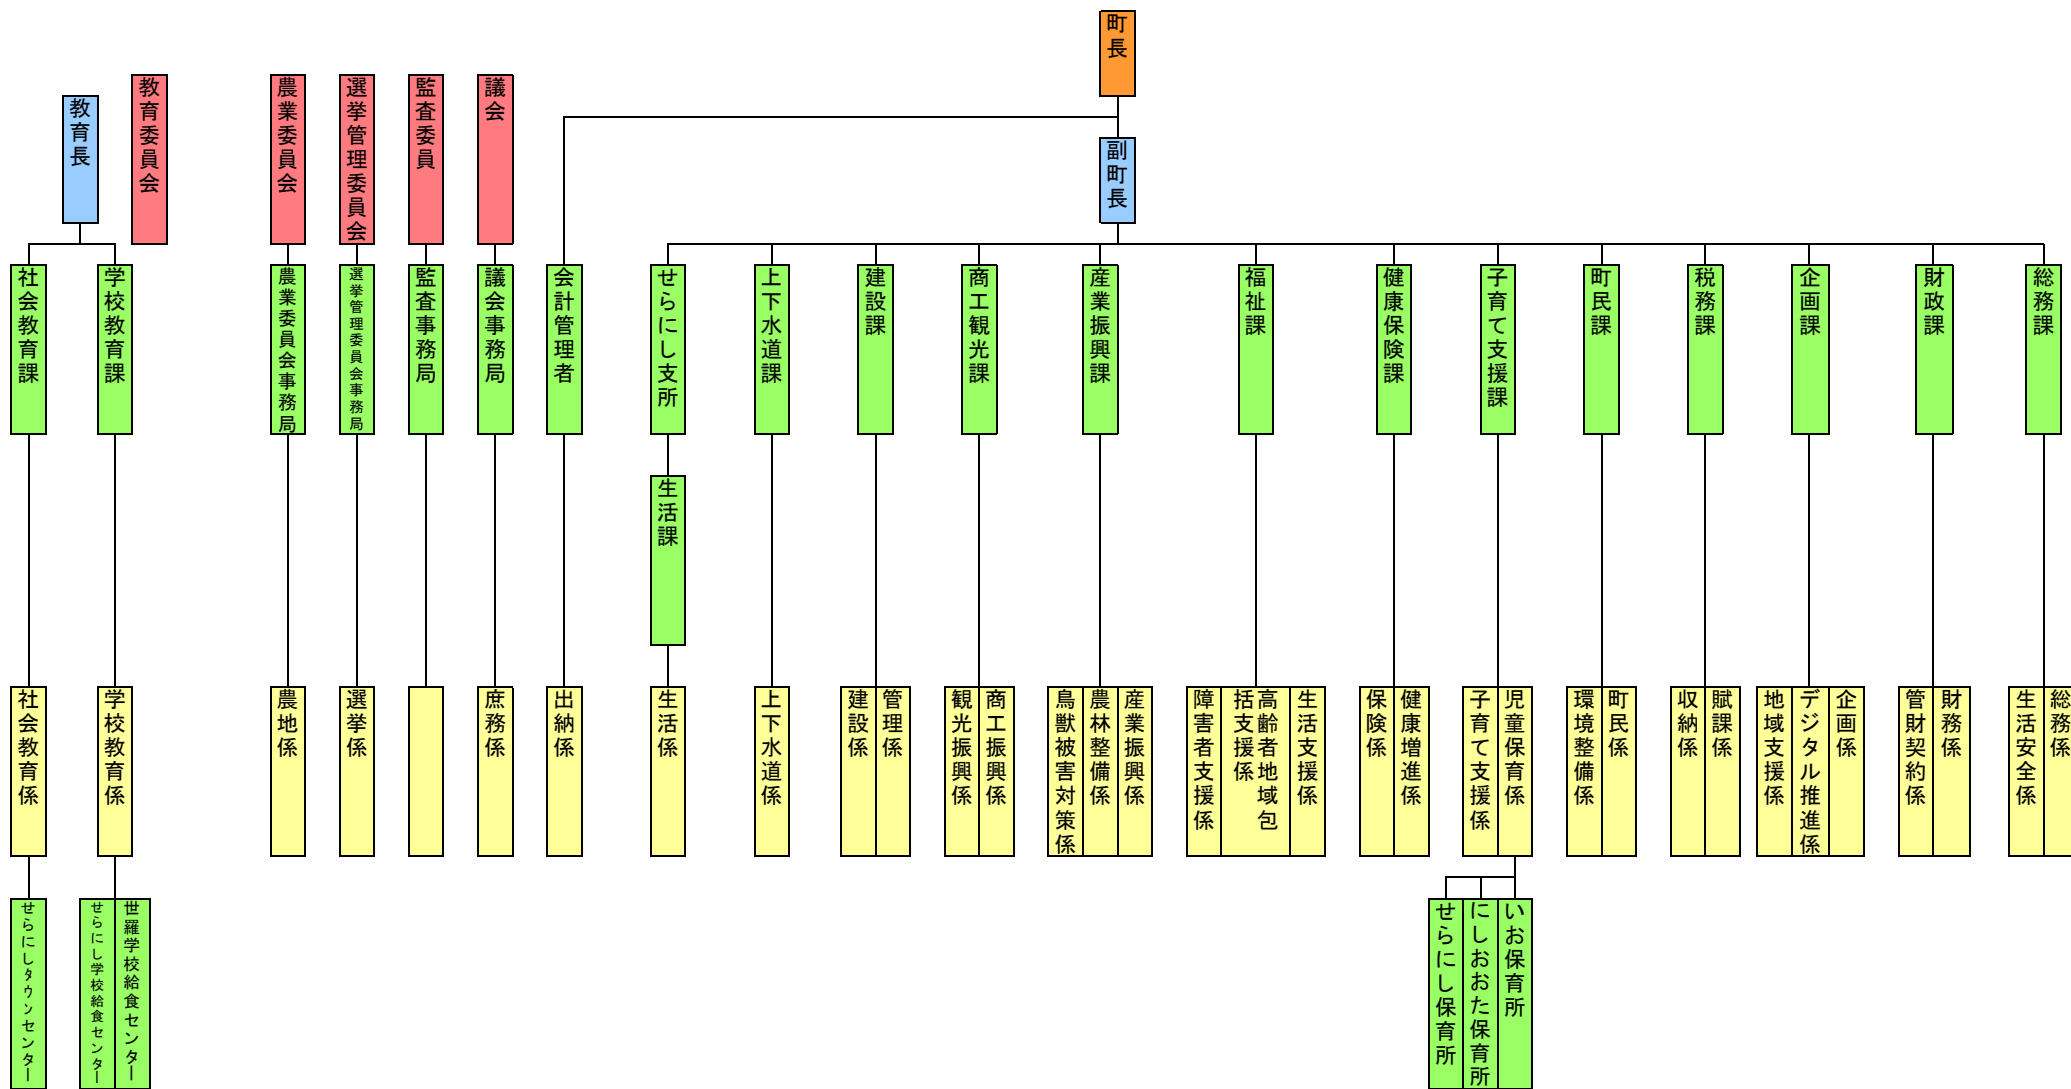 町長
副町長
教育長
教育委員会
農業委員会
選挙管理委員会
監査委員
議会
社会教育課
学校教育課
農業委員会事務局
選挙管理委員会事務局
監査事務局
議会事務局
会計管理者
せらにし支所
上下水道課
建設課
商工観光課
産業振興課
福祉課
健康保険課
子育て支援課
町民課
税務課
企画課
財政課
総務課
生活課
社会教育係
学校教育係
農地係
選挙係
庶務係
出納係
生活係
上下水道係
建設係
管理係
観光振興係
商工振興係
鳥獣被害対策係
農林整備係
産業振興係
障害者支援係
高齢者地域包
括支援係
生活支援係
保険係
健康増進係
子育て支援係
児童保育係
環境整備係
町民係
収納係
賦課係
地域支援係
デジタル推進係
企画係
管財契約係
財務係
生活安全係
総務係
せらにしタウンセンター
せらにし学校給食センター
世羅学校給食センター
せらにし保育所
にしおおた保育所
いお保育所